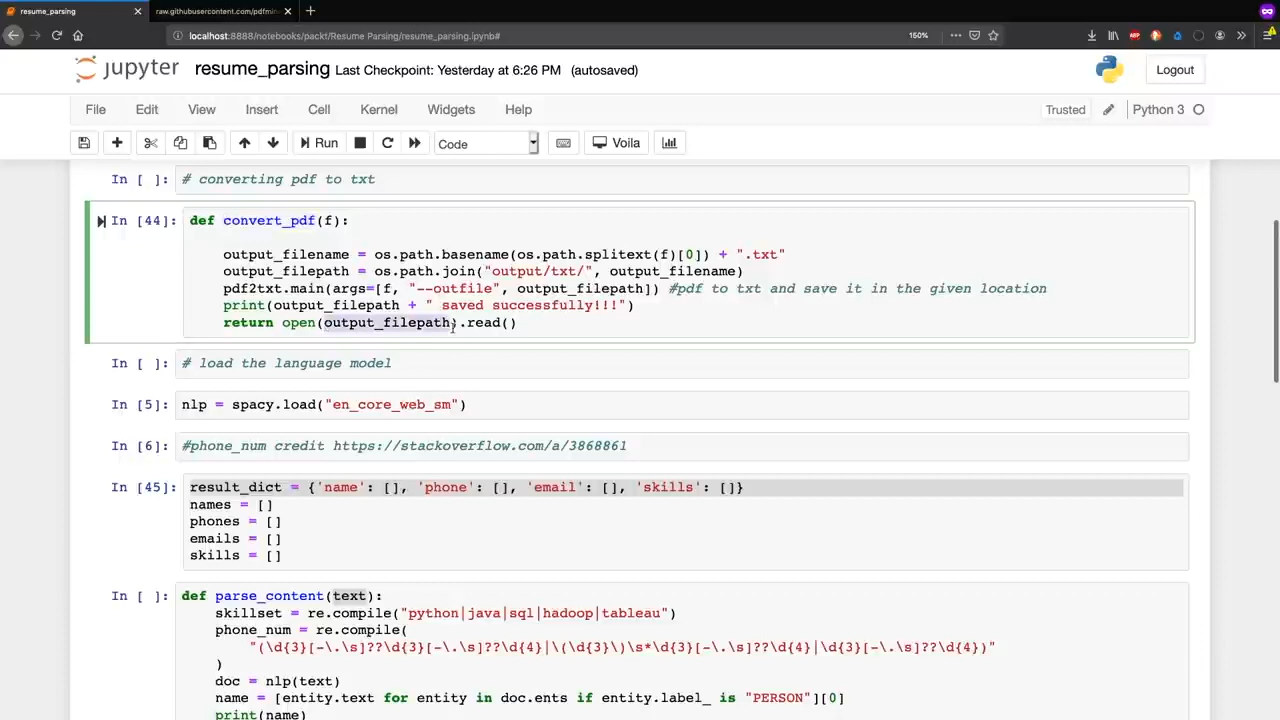 resume_parsing
raw.githubusercontent.com/pdfmin
localhost:8888/notebooks/packt/Resume Parsing/resume_parsing.ipynb#
150%
jupyter resume_parsing Last Checkpoint: Yesterday at 6:26 PM (autosaved)
Logout
File Edit View Insert Cell Kernel Widgets Help
Trusted Python 3
Run Code Voila
In [ ]: # converting pdf to txt
In [44]: def convert_pdf(f):
output_filename = os.path.basename(os.path.splitext(f)[0]) + ".txt"
output_filepath = os.path.join("output/txt/", output_filename)
pdf2txt.main(args=[f, "--outfile", output_filepath]) #pdf to txt and save it in the given location
print(output_filepath + " saved successfully!!!")
return open(output_filepath).read()
In [ ]: # load the language model
In [5]: nlp = spacy.load("en_core_web_sm")
In [6]: #phone_num credit https://stackoverflow.com/a/3868861
In [45]: result_dict = {'name': [], 'phone': [], 'email': [], 'skills': []}
names = []
phones = []
emails = []
skills = []
In [ ]: def parse_content(text):
skillset = re.compile("python|java|sql|hadoop|tableau")
phone_num = re.compile(
"(\d{3}[-\.\s]??\d{3}[-\.\s]??\d{4}|\(\d{3}\)\s*\d{3}[-\.\s]??\d{4}|\d{3}[-\.\s]??\d{4})"
)
doc = nlp(text)
name = [entity.text for entity in doc.ents if entity.label_ is "PERSON"][0]
print(name)